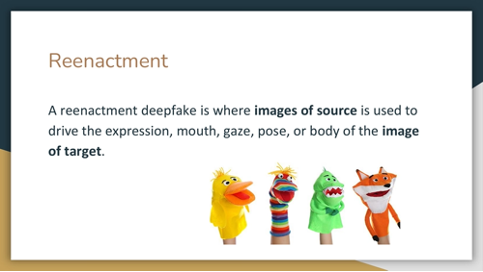 Reenactment
A reenactment deepfake is where images of source is used to
drive the expression, mouth, gaze, pose, or body of the image
of target.